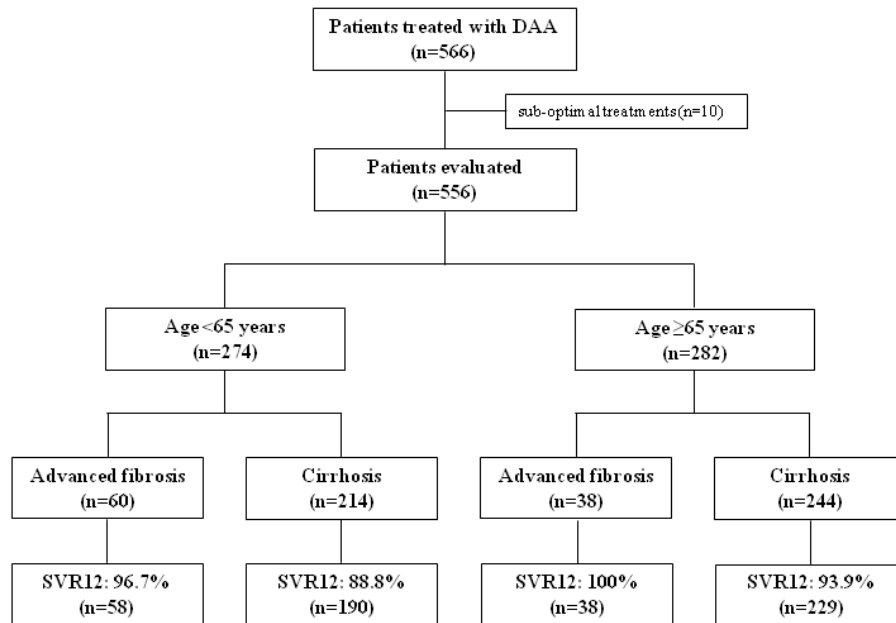 Patients treated with DAA
(n=566)
sub-optimal treatments(n=10)
Patients evaluated
(n=556)
Age <65 years
(n=274)
Age ≥65 years
(n=282)
Advanced fibrosis
(n=60)
Cirrhosis
(n=214)
Advanced fibrosis
(n=38)
Cirrhosis
(n=244)
SVR12: 96.7%
(n=58)
SVR12: 88.8%
(n=190)
SVR12: 100%
(n=38)
SVR12: 93.9%
(n=229)